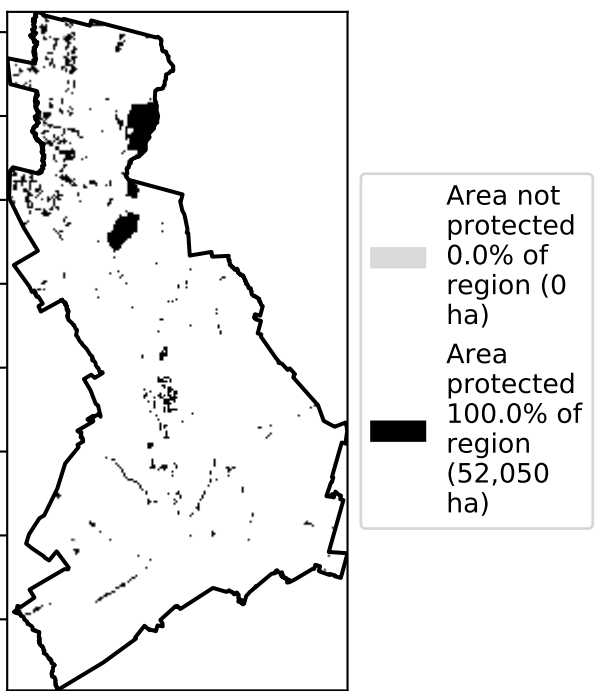 Area not
protected
0.0% of
region (0
ha)
Area
protected
100.0% of
region
(52,050
ha)